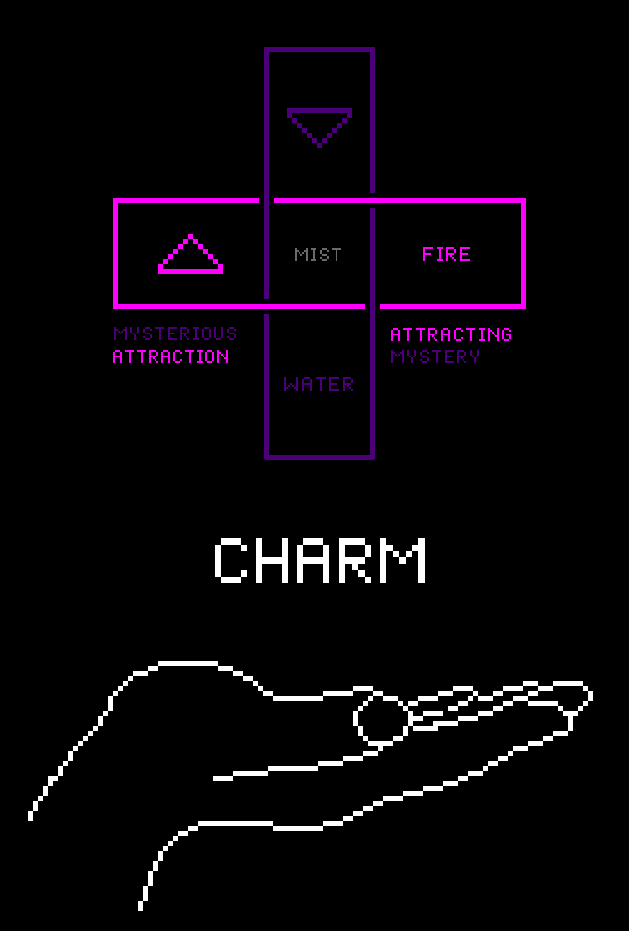 MIST
FIRE
MYSTERIOUS
ATTRACTION
ATTRACTING
MYSTERY
WATER
CHARM